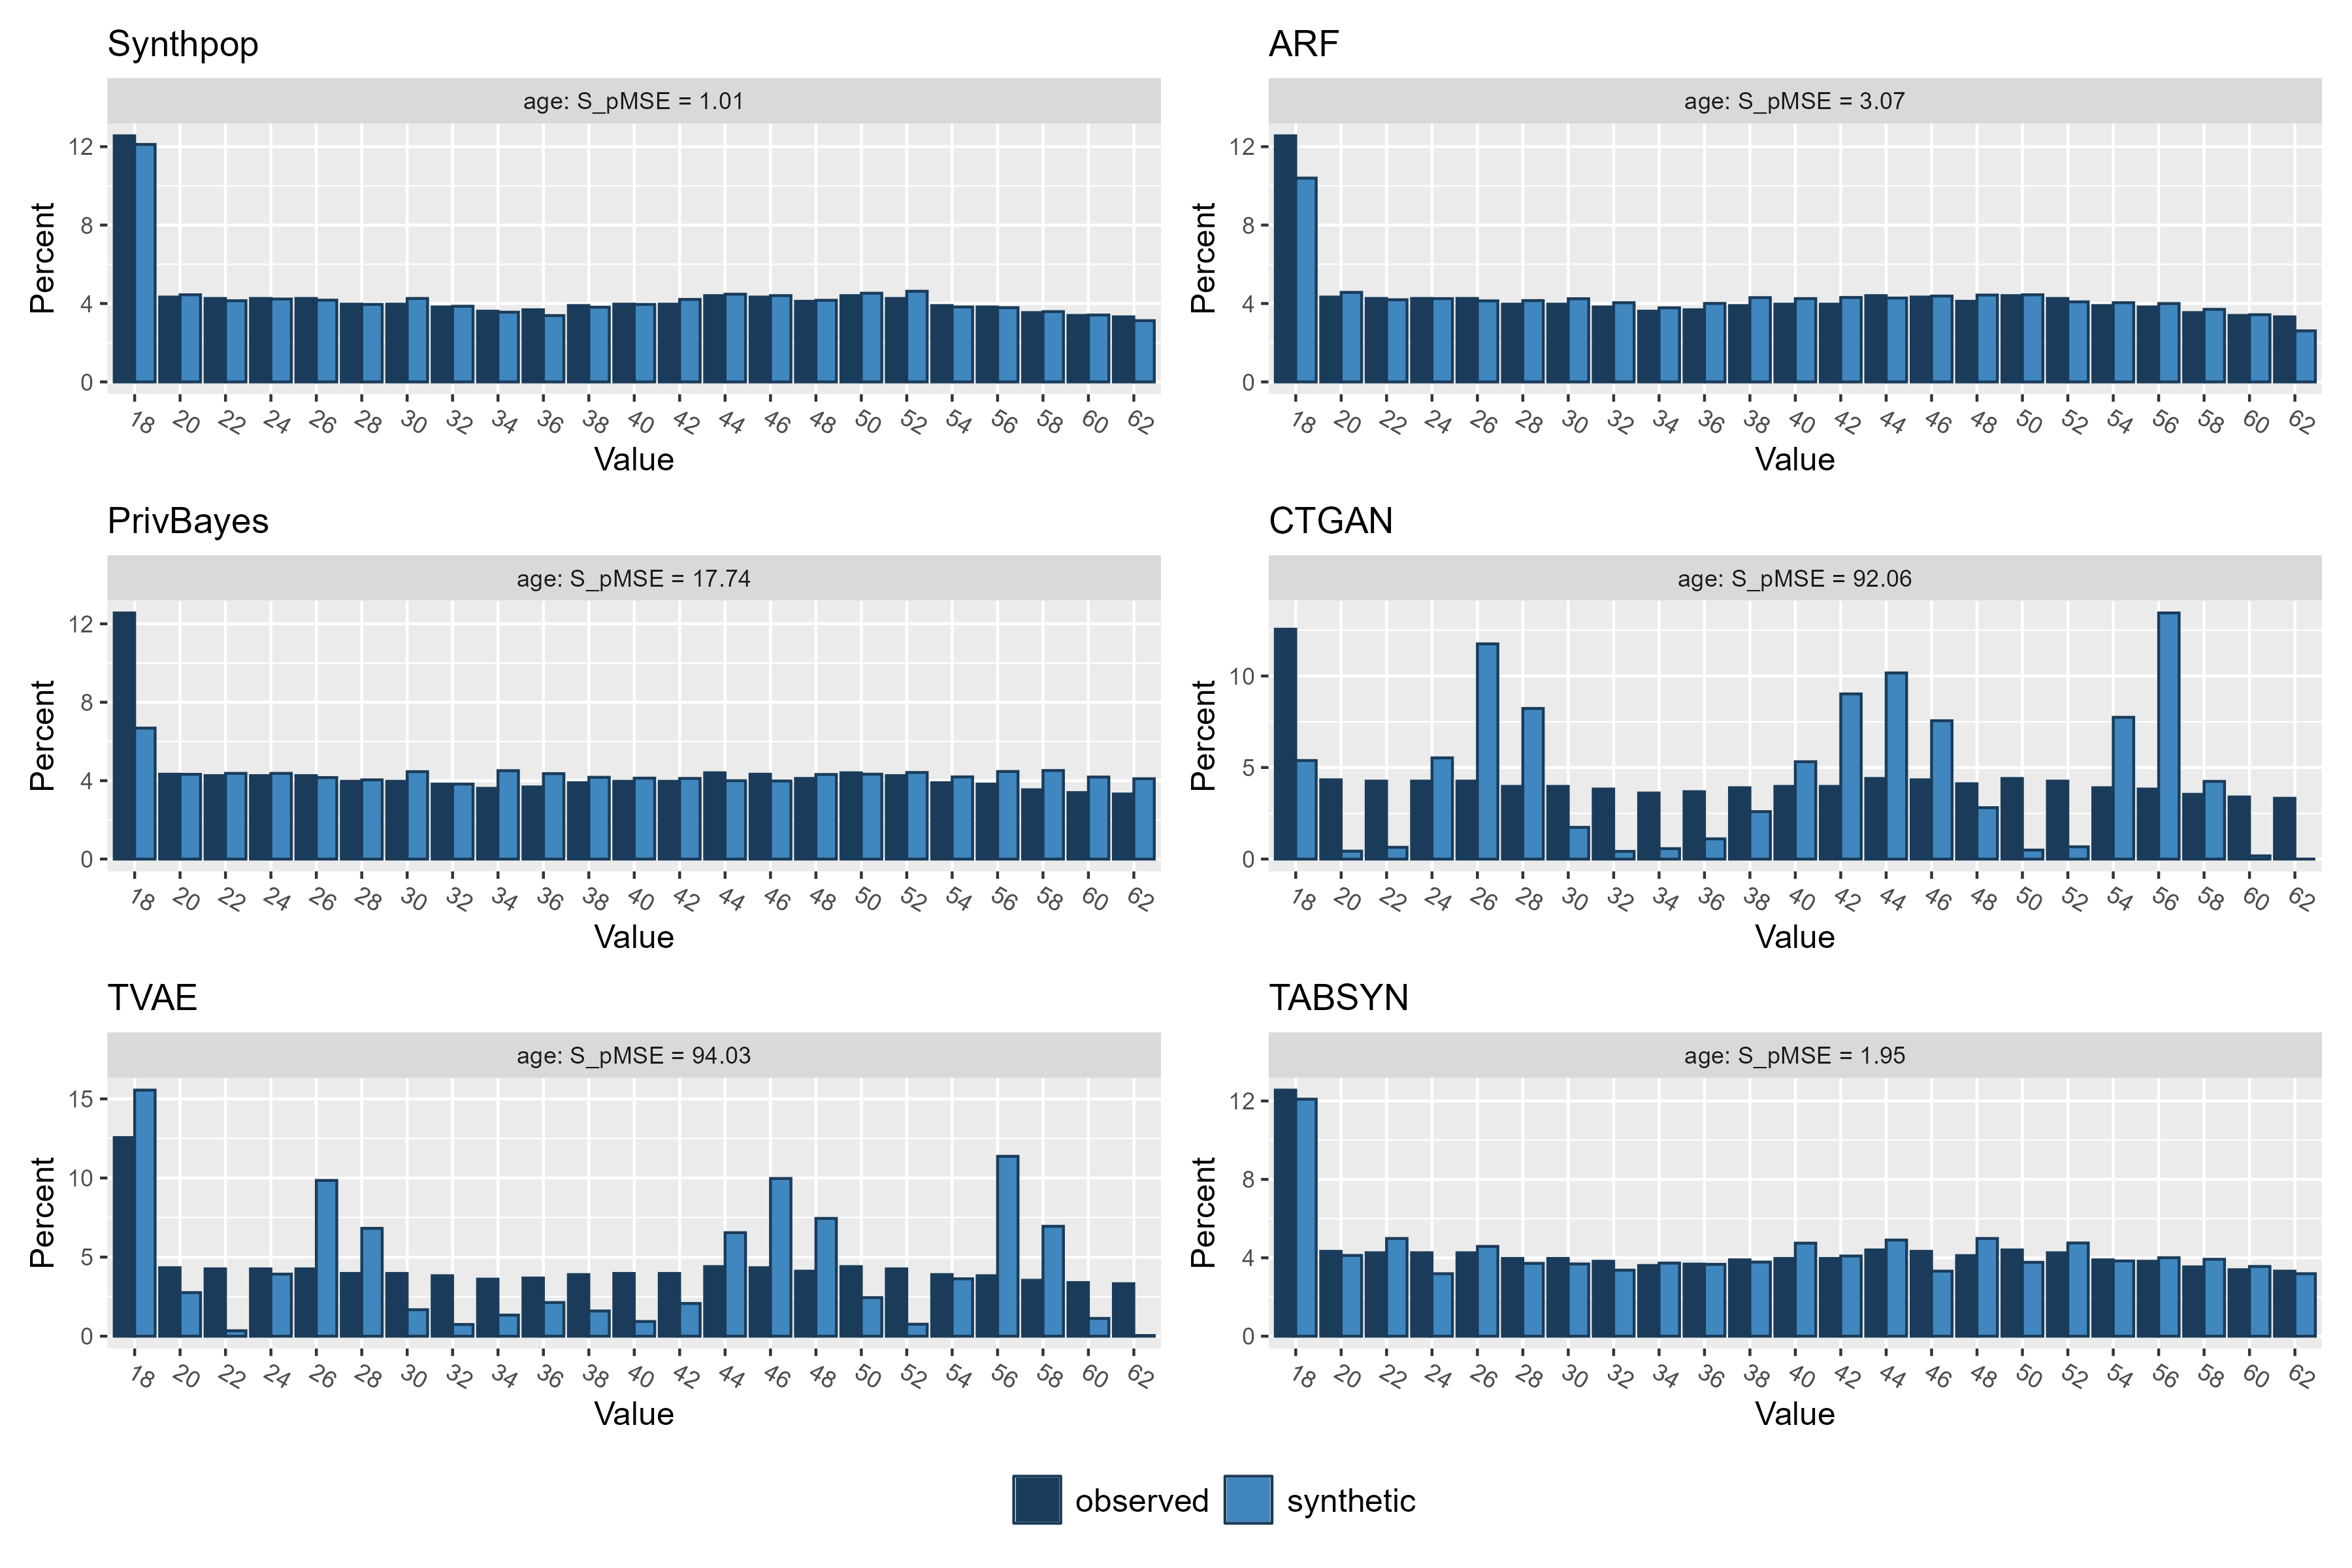 Synthpop
age: S_pMSE = 1.01
Percent
12
8
4
0
18 20 22 24 26 28 30 32 34 36 38 40 42 44 46 48 50 52 54 56 58 60 62
Value
ARF
age: S_pMSE = 3.07
Percent
12
8
4
0
18 20 22 24 26 28 30 32 34 36 38 40 42 44 46 48 50 52 54 56 58 60 62
Value
PrivBayes
age: S_pMSE = 17.74
Percent
12
8
4
0
18 20 22 24 26 28 30 32 34 36 38 40 42 44 46 48 50 52 54 56 58 60 62
Value
CTGAN
age: S_pMSE = 92.06
Percent
10
5
0
18 20 22 24 26 28 30 32 34 36 38 40 42 44 46 48 50 52 54 56 58 60 62
Value
TVAE
age: S_pMSE = 94.03
Percent
15
10
5
0
18 20 22 24 26 28 30 32 34 36 38 40 42 44 46 48 50 52 54 56 58 60 62
Value
TABSYN
age: S_pMSE = 1.95
Percent
12
8
4
0
18 20 22 24 26 28 30 32 34 36 38 40 42 44 46 48 50 52 54 56 58 60 62
Value
observed synthetic